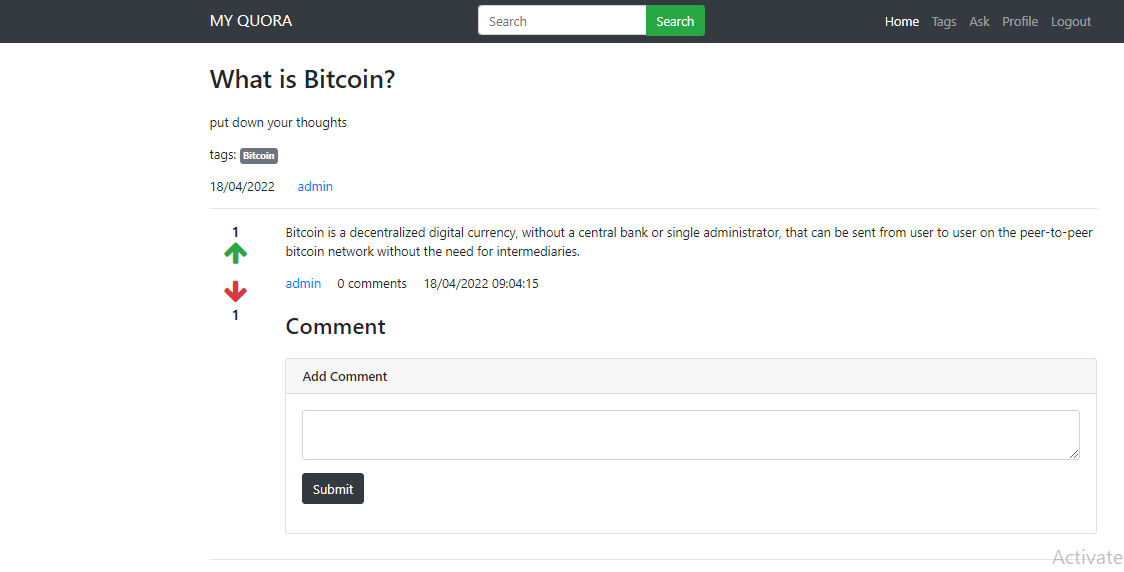 MY QUORA Search Search Home Tags Ask Profile Logout
What is Bitcoin?
put down your thoughts
tags: Bitcoin
18/04/2022 admin
1
Bitcoin is a decentralized digital currency, without a central bank or single administrator, that can be sent from user to user on the peer-to-peer
bitcoin network without the need for intermediaries.
admin 0 comments 18/04/2022 09:04:15
1
Comment
Add Comment
Submit
Activate